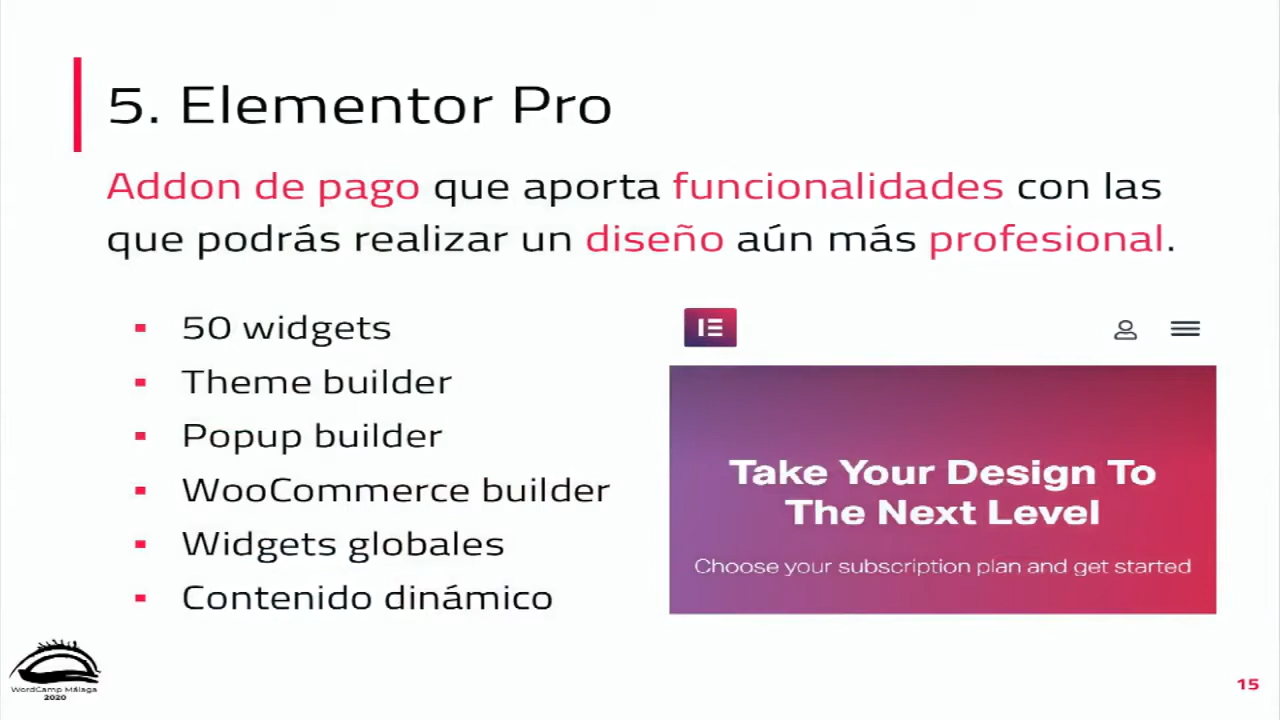 5. Elementor Pro
Addon de pago que aporta funcionalidades con las
que podrás realizar un diseño aún más profesional.
▪ 50 widgets
▪ Theme builder
▪ Popup builder
▪ WooCommerce builder
▪ Widgets globales
▪ Contenido dinámico
Take Your Design To
The Next Level
Choose your subscription plan and get started
WordCamp Málaga
2020
15